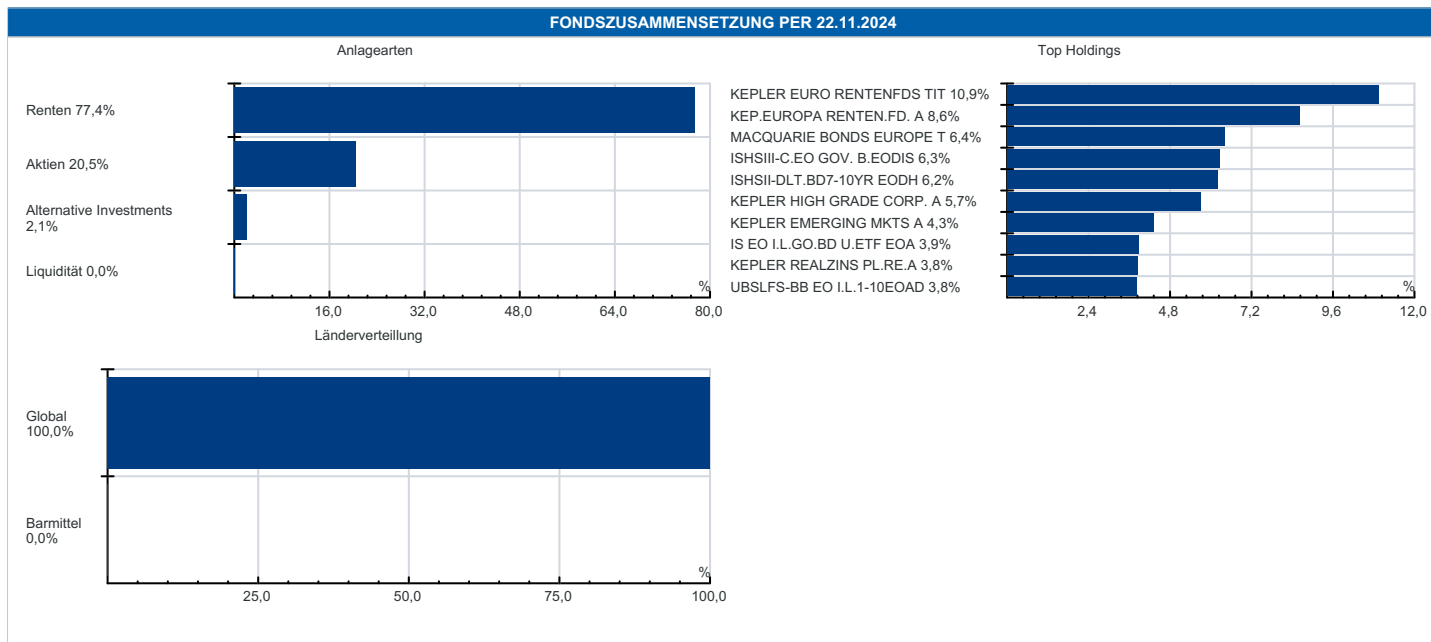 FONDSZUSAMMENSETZUNG PER 22.11.2024
Anlagearten
Renten 77,4%
Aktien 20,5%
Alternative Investments
2,1%
Liquidität 0,0%
%
16,0 32,0 48,0 64,0 80,0
Top Holdings
KEPLER EURO RENTENFDS TIT 10,9%
KEP.EUROPA RENTEN.FD. A 8,6%
MACQUARIE BONDS EUROPE T 6,4%
ISHSIII-C.EO GOV. B.EODIS 6,3%
ISHSII-DLT.BD7-10YR EODH 6,2%
KEPLER HIGH GRADE CORP. A 5,7%
KEPLER EMERGING MKTS A 4,3%
IS EO I.L.GO.BD U.ETF EOA 3,9%
KEPLER REALZINS PL.RE.A 3,8%
UBSLFS-BB EO I.L.1-10EOAD 3,8%
%
2,4 4,8 7,2 9,6 12,0
Länderverteillung
Global
100,0%
Barmittel
0,0%
%
25,0 50,0 75,0 100,0